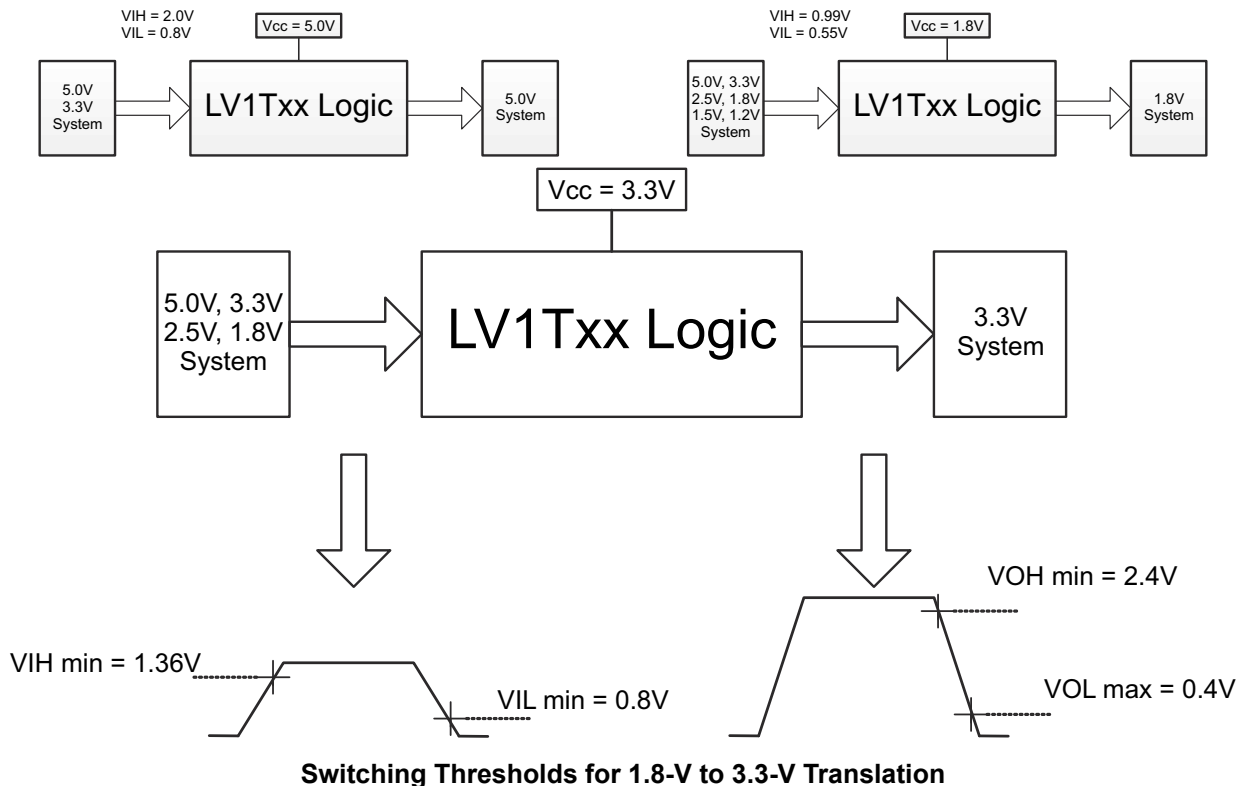 VIH = 2.0V
VIL = 0.8V
Vcc = 5.0V
5.0V
3.3V
System
LV1Txx Logic
5.0V
System
VIH = 0.99V
VIL = 0.55V
Vcc = 1.8V
5.0V, 3.3V
2.5V, 1.8V
1.5V, 1.2V
System
LV1Txx Logic
1.8V
System
Vcc = 3.3V
5.0V, 3.3V
2.5V, 1.8V
System
LV1Txx Logic
3.3V
System
VIH min = 1.36V
VIL min = 0.8V
VOH min = 2.4V
VOL max = 0.4V
Switching Thresholds for 1.8-V to 3.3-V Translation